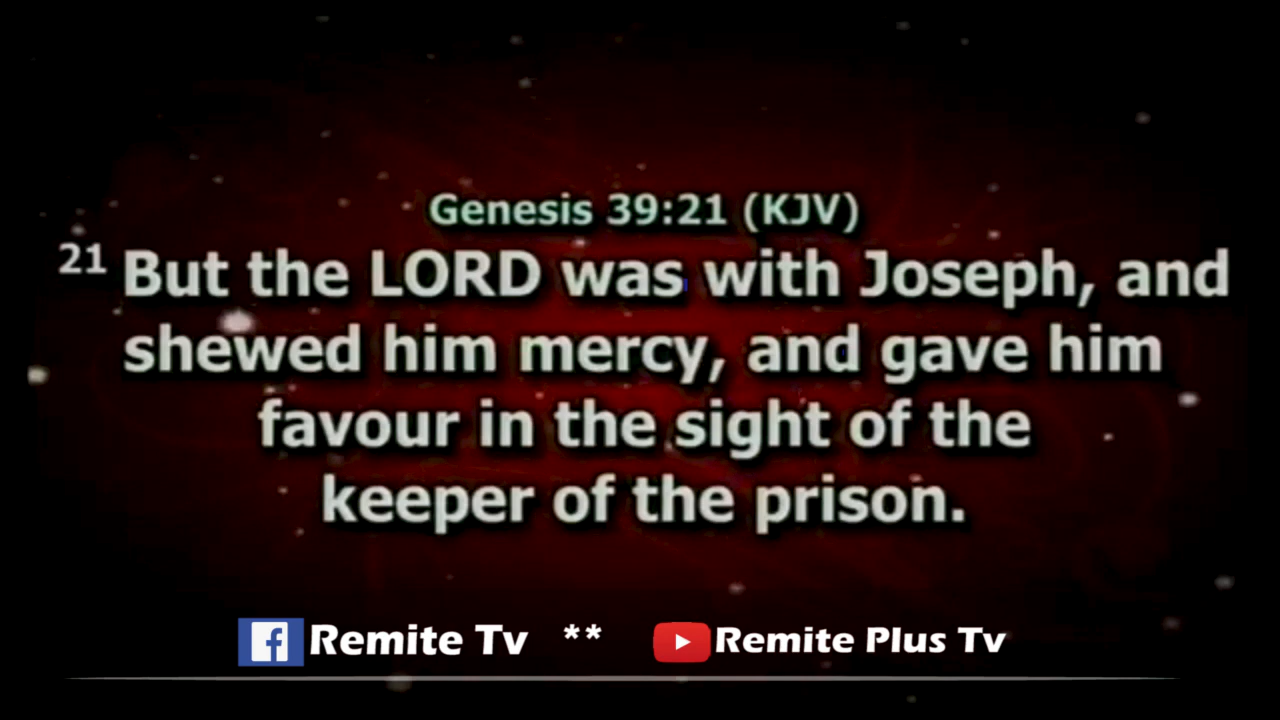 Genesis 39:21 (KJV)
21 But the LORD was with Joseph, and
shewed him mercy, and gave him
favour in the sight of the
keeper of the prison.
f Remite Tv ** Remite Plus Tv